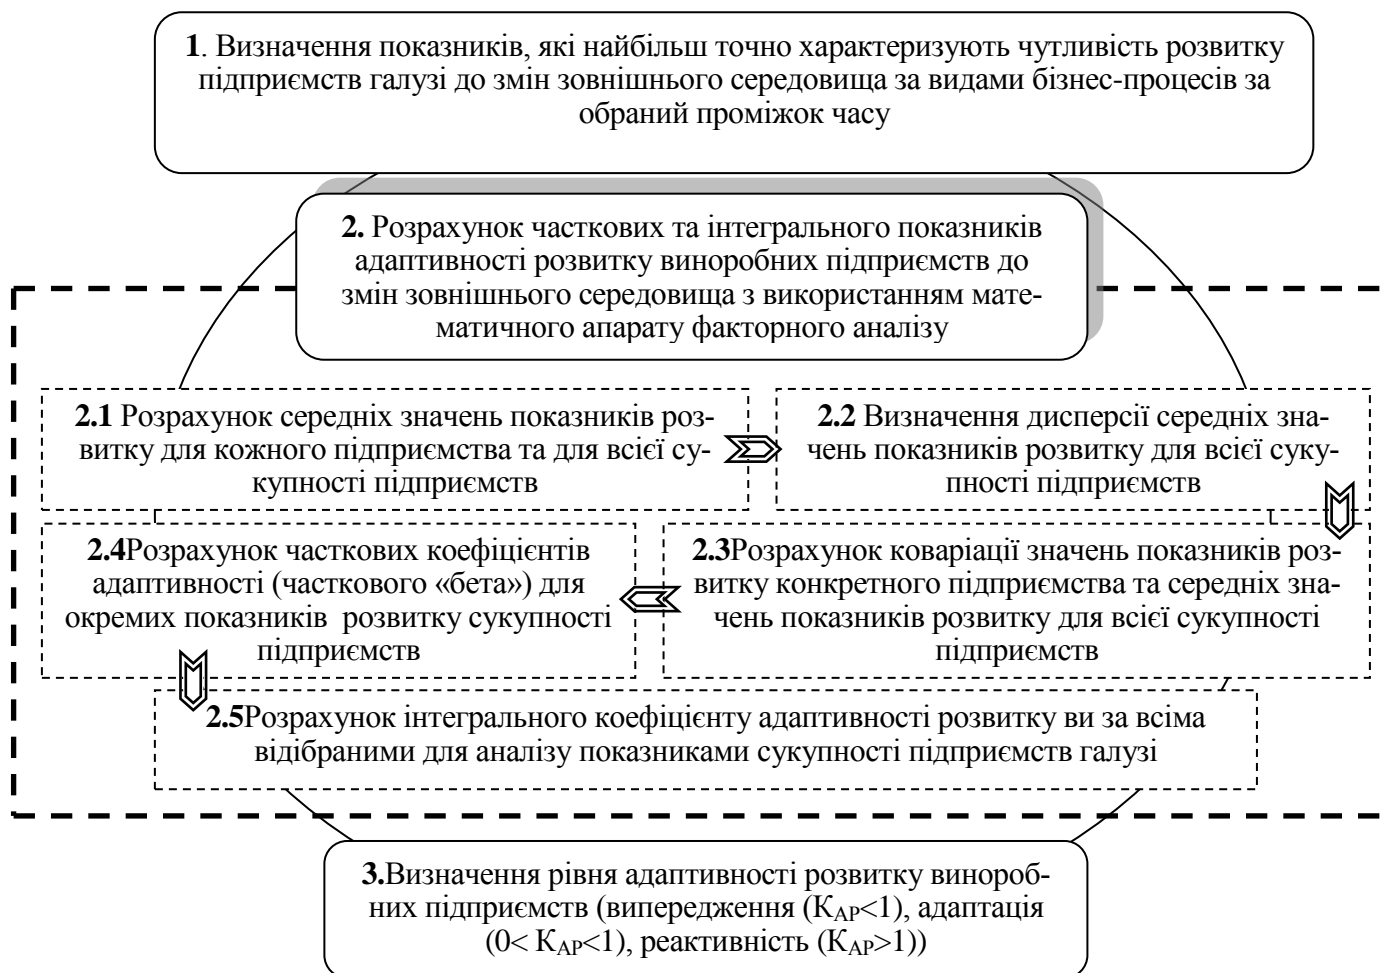 1. Визначення показників, які найбільш точно характеризують чутливість розвитку
підприємств галузі до змін зовнішнього середовища за видами бізнес-процесів за
обраний проміжок часу
2. Розрахунок часткових та інтегрального показників
адаптивності розвитку виноробних підприємств до
змін зовнішнього середовища з використанням мате-
матичного апарату факторного аналізу
2.1 Розрахунок середніх значень показників роз-
витку для кожного підприємства та для всієї су-
купності підприємств
2.2 Визначення дисперсії середніх зна-
чень показників розвитку для всієї суку-
пності підприємств
2.3Розрахунок коваріації значень показників роз-
витку конкретного підприємства та середніх зна-
чень показників розвитку для всієї сукупності
підприємств
2.4Розрахунок часткових коефіцієнтів
адаптивності (часткового «бета») для
окремих показників розвитку сукупності
підприємств
2.5Розрахунок інтегрального коефіцієнту адаптивності розвитку ви за всіма
відібраними для аналізу показниками сукупності підприємств галузі
3.Визначення рівня адаптивності розвитку винороб-
них підприємств (випередження (КАР<1), адаптація
(0< КАР<1), реактивність (КАР>1))